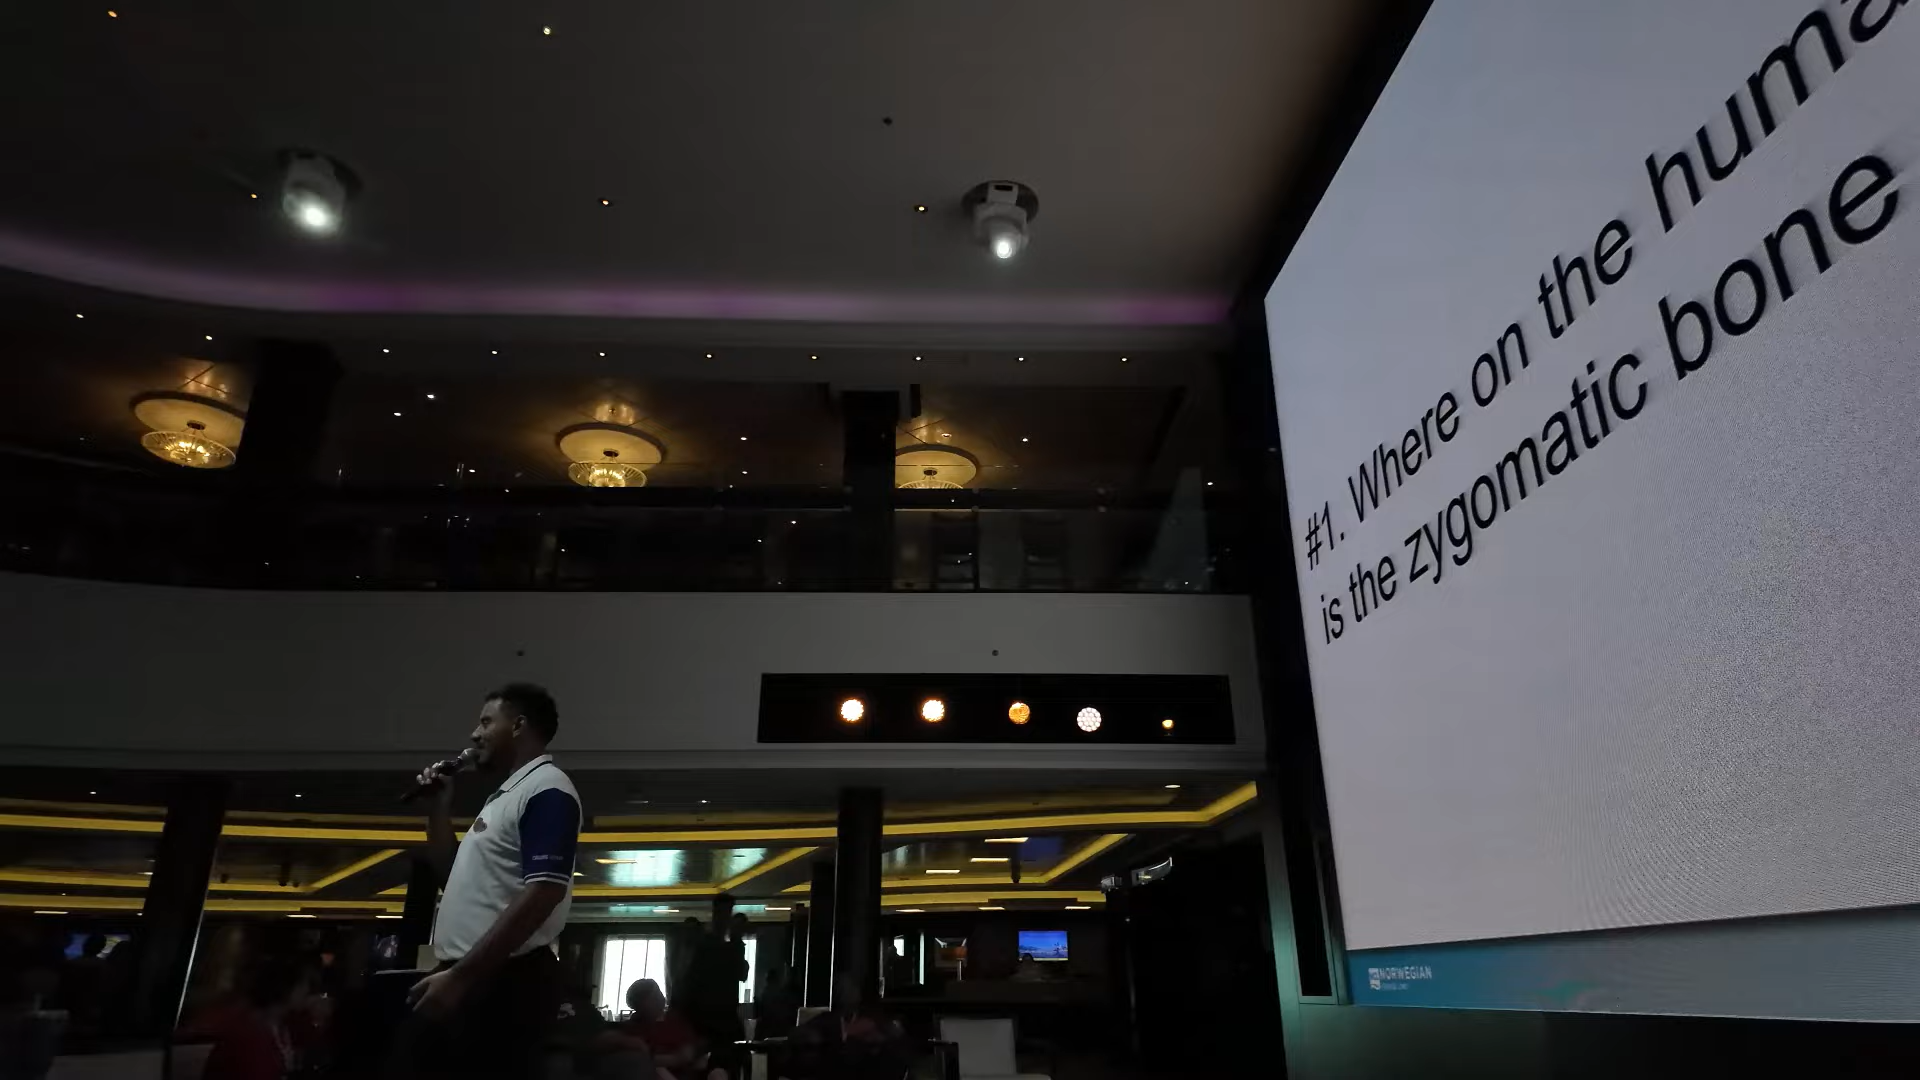 #1. Where on the huma
is the zygomatic bone
NORWEGIAN